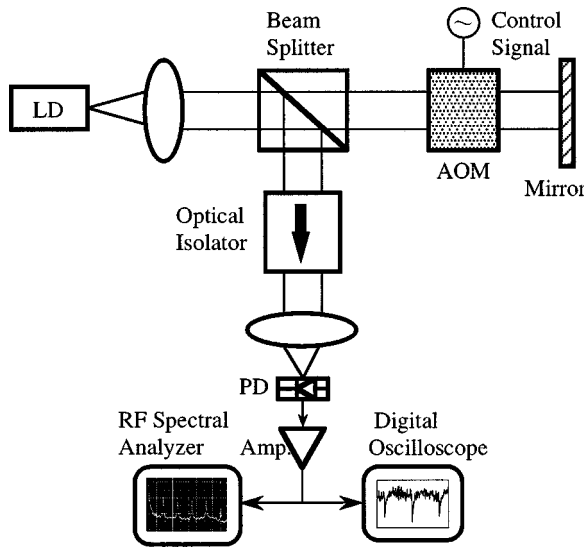 Beam
Splitter
Control
Signal
LD
AOM
Mirror
Optical
Isolator
PD
RF Spectral
Analyzer
Amp.
Digital
Oscilloscope